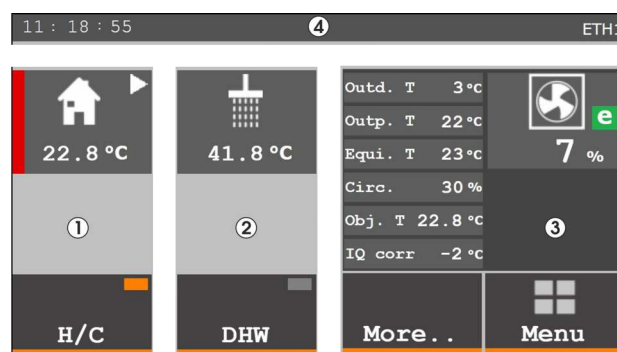 11: 18:55
④
ETH1
22.8 °C
①
H/C
41.8 °C
②
DHW
Outd. T 3 °C
Outp. T 22 °C
Equi. T 23 °C
Circ. 30 %
Obj. T 22.8 °C
IQ corr -2 °C
More..
e
7 %
③
Menu